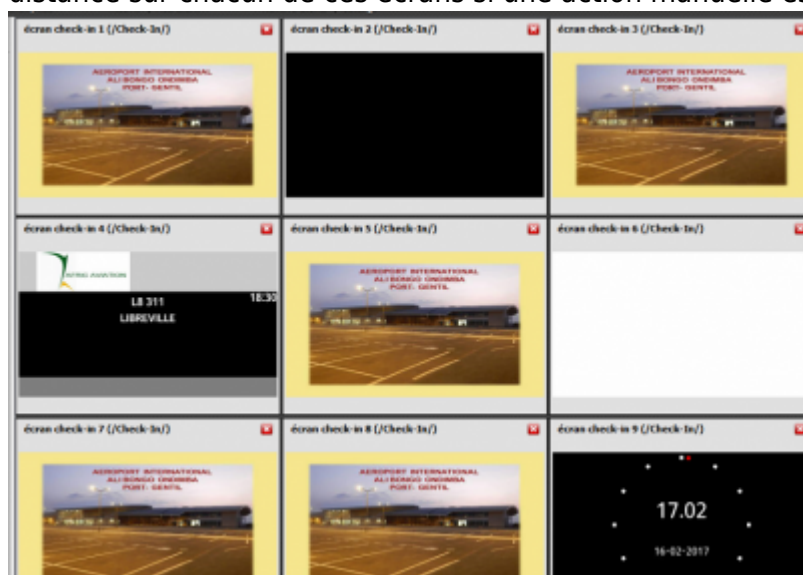 distance sur chacun de ces écrans si une action manuelle
écran check-in 1 (/Check-In/)
écran check-in 2 (/Check-In/)
écran check-in 3 (/Check-In/)
AEROPORT INTERNATIONAL
ALI BONGO ONDIMBA
PORT- GENTIL
AEROPORT INTERNATIONAL
ALI BONGO ONDIMBA
PORT- GENTIL
écran check-in 4 (/Check-In/)
écran check-in 5 (/Check-In/)
écran check-in 6 (/Check-In/)
AVIATION
18:30
LB 311
LIBREVILLE
AEROPORT INTERNATIONAL
ALI BONGO ONDIMBA
PORT- GENTIL
écran check-in 7 (/Check-In/)
écran check-in 8 (/Check-In/)
écran check-in 9 (/Check-In/)
AEROPORT INTERNATIONAL
ALI BONGO ONDIMBA
PORT- GENTIL
AEROPORT INTERNATIONAL
ALI BONGO ONDIMBA
PORT- GENTIL
17.02
16-02-2017